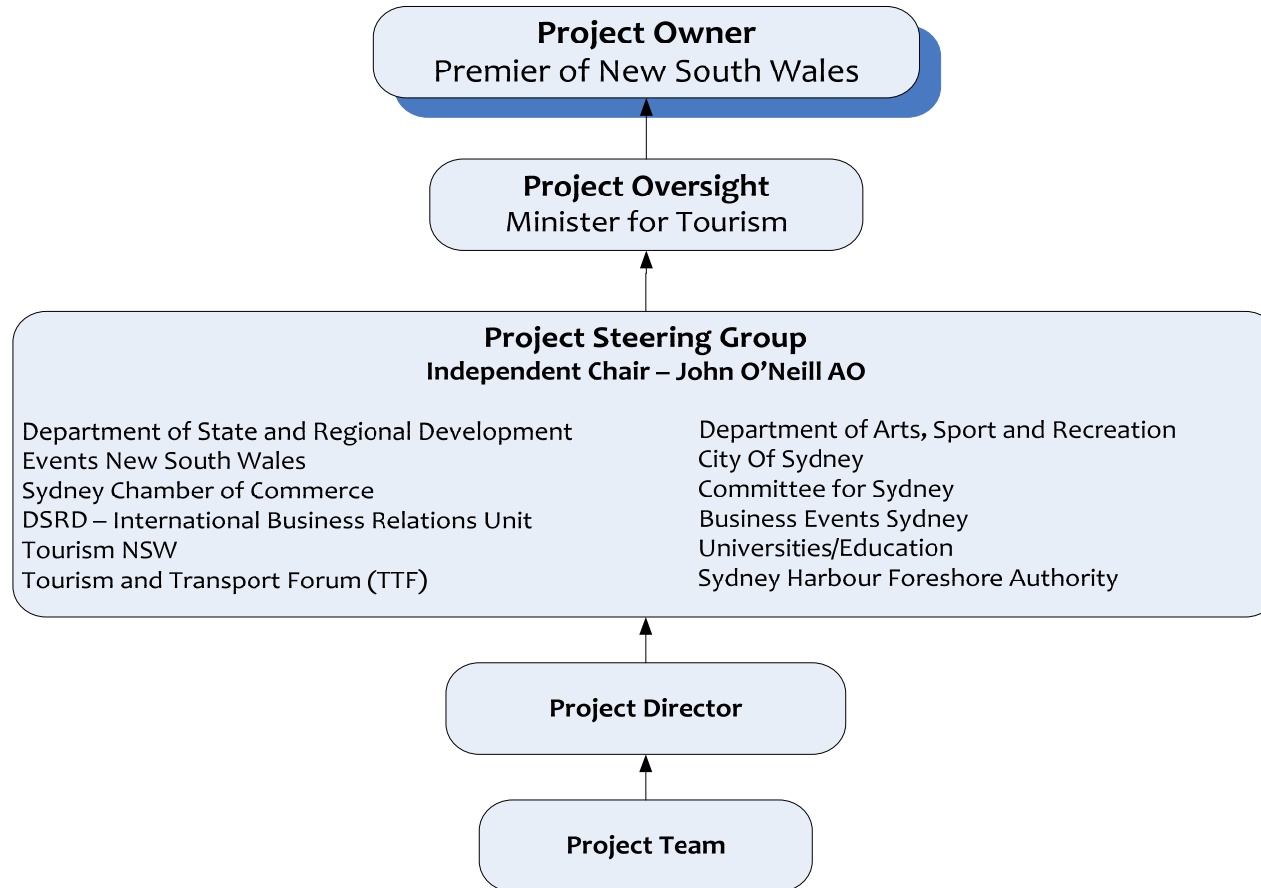 Project Owner
Premier of New South Wales
Project Oversight
Minister for Tourism
Project Steering Group
Independent Chair – John O’Neill AO
Department of State and Regional Development
Events New South Wales
Sydney Chamber of Commerce
DSRD – International Business Relations Unit
Tourism NSW
Tourism and Transport Forum (TTF)
Department of Arts, Sport and Recreation
City Of Sydney
Committee for Sydney
Business Events Sydney
Universities/Education
Sydney Harbour Foreshore Authority
Project Director
Project Team